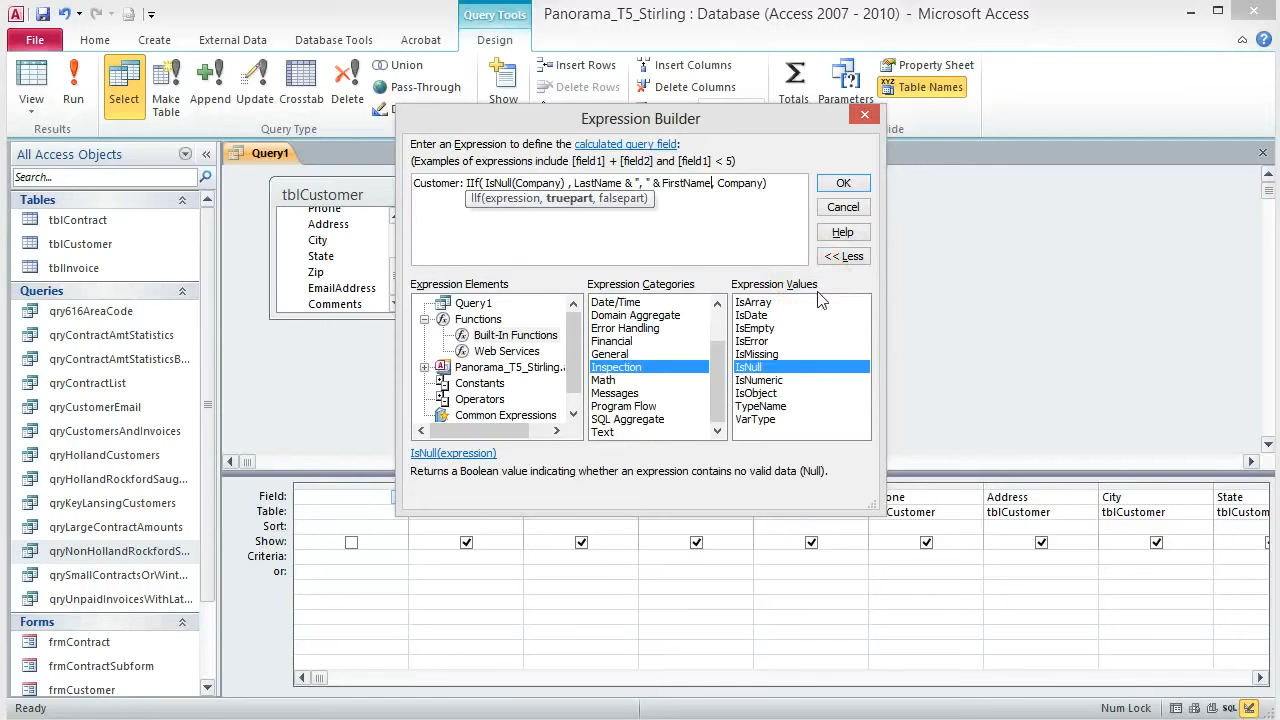 Query Tools
Panorama_T5_Stirling : Database (Access 2007 - 2010) - Microsoft Access
File Home Create External Data Database Tools Acrobat Design
View
Run
Select
Make Table
Append
Update
Crosstab
Delete
Union
Pass-Through
Show
Insert Rows
Delete Rows
Insert Columns
Delete Columns
Totals
Parameters
Property Sheet
XYZ Table Names
Results
Query Type
All Access Objects
Search...
Tables
tblContract
tblCustomer
tblInvoice
Queries
qry616AreaCode
qryContractAmtStatistics
qryContractAmtStatisticsB...
qryContractList
qryCustomerEmail
qryCustomersAndInvoices
qryHollandCustomers
qryHollandRockfordSaug...
qryKeyLansingCustomers
qryLargeContractAmounts
qryNonHollandRockfordS...
qrySmallContractsOrWint...
qryUnpaidInvoicesWithLat...
Forms
frmContract
frmContractSubform
frmCustomer
Query1
tblCustomer
Phone
Address
City
State
Zip
EmailAddress
Comments
Expression Builder
Enter an Expression to define the calculated query field:
(Examples of expressions include [field1] + [field2] and [field1] < 5)
Customer: IIf( IsNull(Company) , LastName & ", " & FirstName, Company)
IIf(expression, truepart, falsepart)
OK
Cancel
Help
<< Less
Expression Elements
Query1
Functions
Built-In Functions
Web Services
Panorama_T5_Stirling.
Constants
Operators
Common Expressions
Expression Categories
Date/Time
Domain Aggregate
Error Handling
Financial
General
Inspection
Math
Messages
Program Flow
SQL Aggregate
Text
Expression Values
IsArray
IsDate
IsEmpty
IsError
IsMissing
IsNull
IsNumeric
IsObject
TypeName
VarType
IsNull(expression)
Returns a Boolean value indicating whether an expression contains no valid data (Null).
Field: Address City State
Table: tblCustomer tblCustomer tblCustom
Sort:
Show:
Criteria:
or:
Ready
Num Lock
SQL